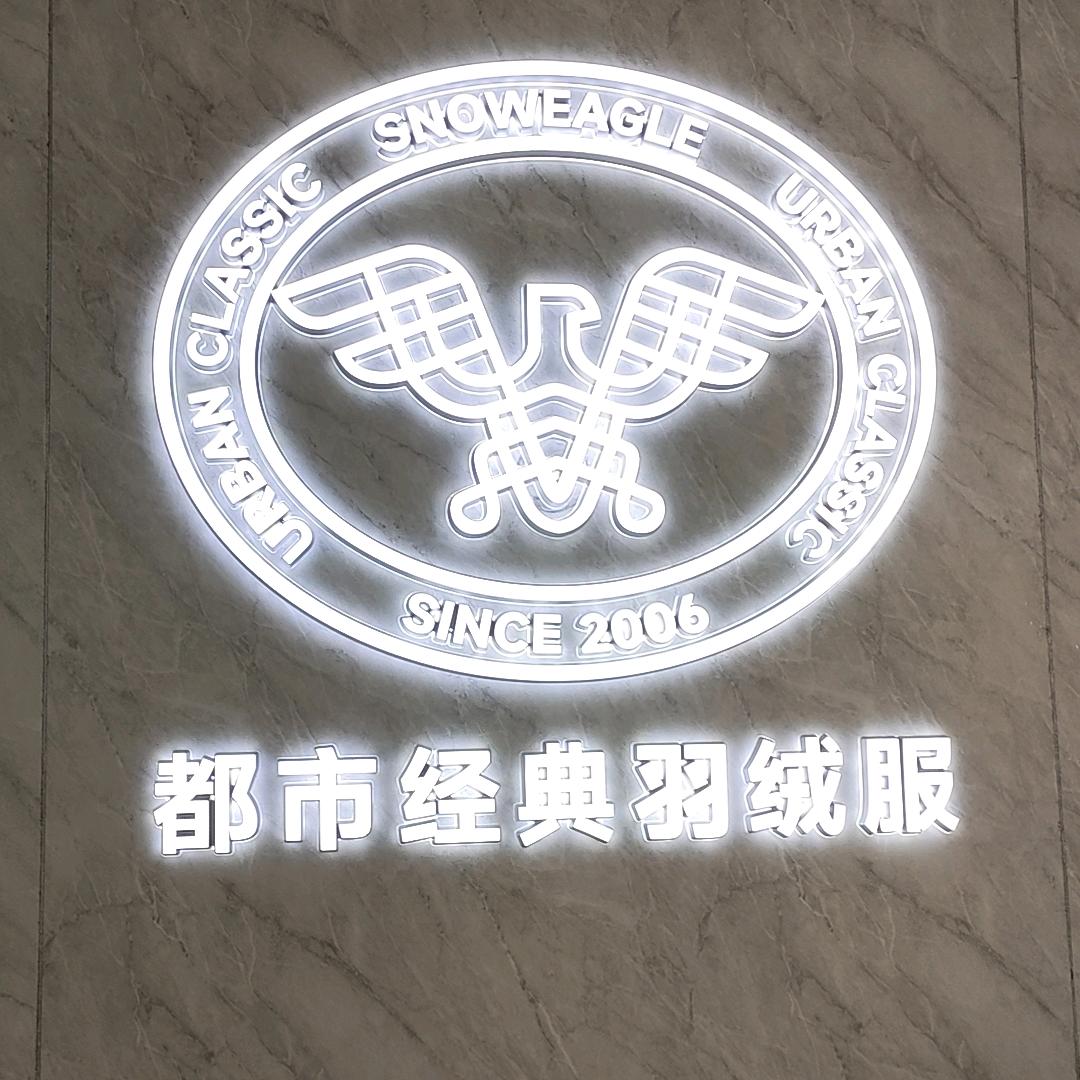 SNOWEAGLE
URBAN CLASSIC
URBAN CLASSIC
SINCE 2006
都市经典羽绒服